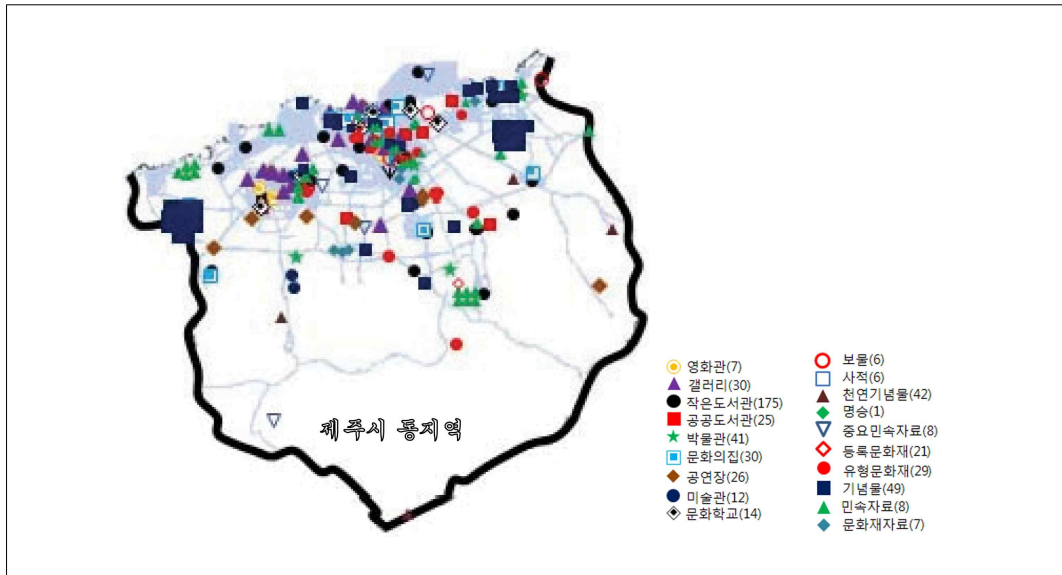 제주시 동지역
영화관(7)
갤러리(30)
작은도서관(175)
공공도서관(25)
박물관(41)
문화의집(30)
공연장(26)
미술관(12)
문화학교(14)
보물(6)
사적(6)
천연기념물(42)
명승(1)
중요민속자료(8)
등록문화재(21)
유형문화재(29)
기념물(49)
민속자료(8)
문화재자료(7)